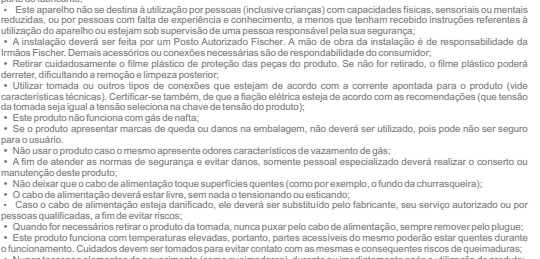 • Este aparelho não se destina à utilização por pessoas (inclusive crianças) com capacidades físicas, sensoriais ou mentais
reduzidas, ou por pessoas com falta de experiência e conhecimento, a menos que tenham recebido instruções referentes à
utilização do aparelho ou estejam sob supervisão de uma pessoa responsável pela sua segurança;
• A instalação deverá ser feita por um Posto Autorizado Fischer. A mão de obra da instalação é de responsabilidade da
Irmãos Fischer. Demais acessórios ou conexões necessárias são de respondabilidade do consumidor;
• Retirar cuidadosamente o filme plástico de proteção das peças do produto. Se não for retirado, o filme plástico poderá
derreter, dificultando a remoção e limpeza posterior;
• Utilizar tomada ou outros tipos de conexões que estejam de acordo com a corrente apontada para o produto (vide
características técnicas). Certificar-se também, de que a fiação elétrica esteja de acordo com as recomendações (que tensão
da tomada seja igual a tensão seleciona na chave de tensão do produto);
• Este produto não funciona com gás de nafta;
• Se o produto apresentar marcas de queda ou danos na embalagem, não deverá ser utilizado, pois pode não ser seguro
para o usuário.
• Não usar o produto caso o mesmo apresente odores característicos de vazamento de gás;
• A fim de atender as normas de segurança e evitar danos, somente pessoal especializado deverá realizar o conserto ou
manutenção deste produto;
• Não deixar que o cabo de alimentação toque superfícies quentes (como por exemplo, o fundo da churrasqueira);
• O cabo de alimentação deverá estar livre, sem nada o tensionando ou esticando;
• Caso o cabo de alimentação esteja danificado, ele deverá ser substituído pelo fabricante, seu serviço autorizado ou por
pessoas qualificadas, a fim de evitar riscos;
• Quando for necessários retirar o produto da tomada, nunca puxar pelo cabo de alimentação, sempre remover pelo plugue;
• Este produto funciona com temperaturas elevadas, portanto, partes acessíveis do mesmo poderão estar quentes durante
o funcionamento. Cuidados devem ser tomados para evitar contato com as mesmas e consequentes riscos de queimaduras;